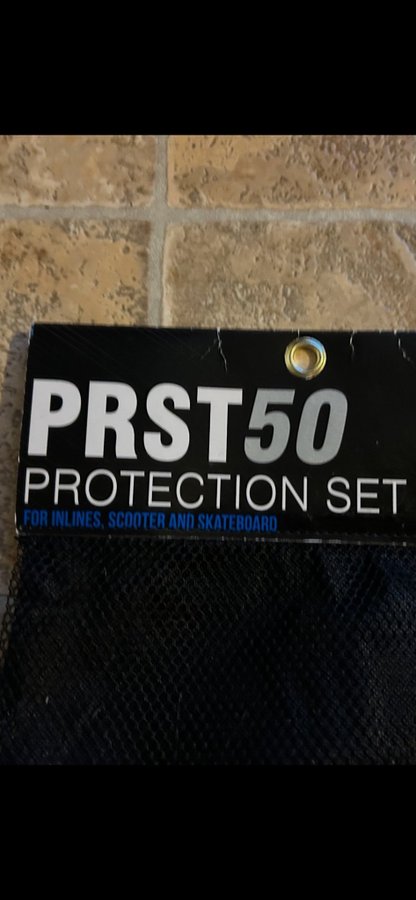 PRST50
PROTECTION SET
FOR INLINES, SCOOTER AND SKATEBOARD